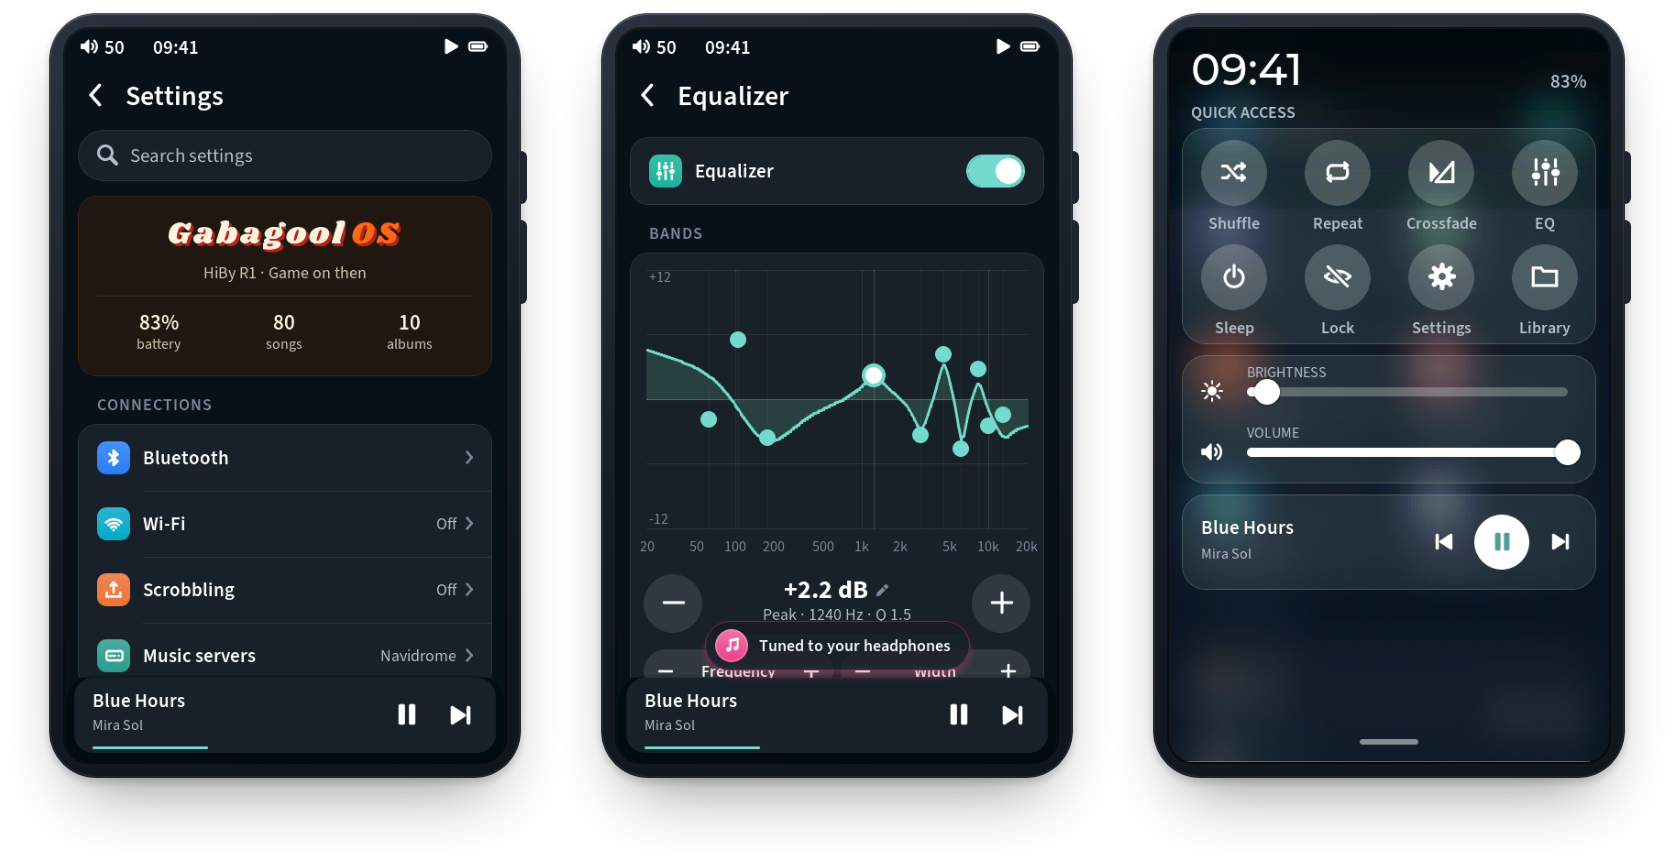 50 09:41
Settings
Search settings
Gabagool OS
HiBy R1 · Game on then
83% 80 10
battery songs albums
CONNECTIONS
Bluetooth
Wi-Fi Off
Scrobbling Off
Music servers Navidrome
Blue Hours
Mira Sol
50 09:41
Equalizer
Equalizer
BANDS
+12
-12
20 50 100 200 500 1k 2k 5k 10k 20k
+2.2 dB
Peak · 1240 Hz · Q 1.5
Tuned to your headphones
Frequency Width
Blue Hours
Mira Sol
09:41
83%
QUICK ACCESS
Shuffle Repeat Crossfade EQ
Sleep Lock Settings Library
BRIGHTNESS
VOLUME
Blue Hours
Mira Sol